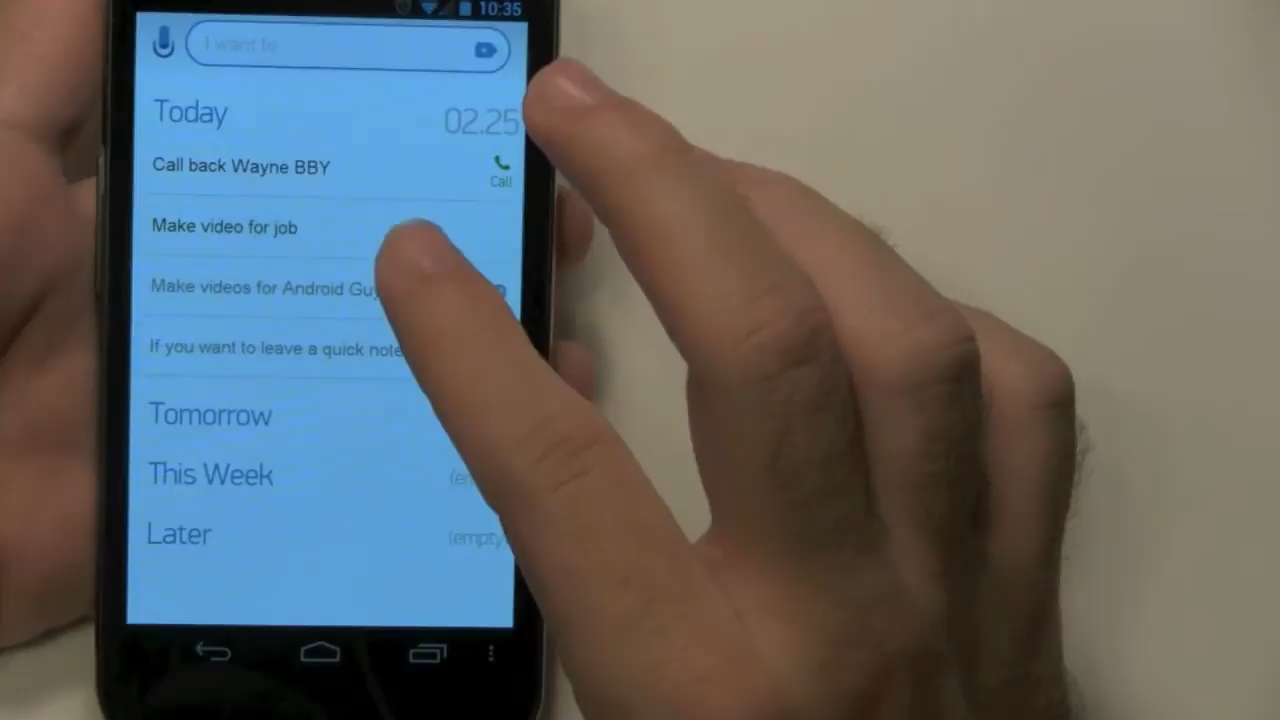 10:35
I want to
Today
02.25
Call back Wayne BBY
Call
Make video for job
Make videos for Android Guy
If you want to leave a quick note
Tomorrow
This Week
Later
(empty